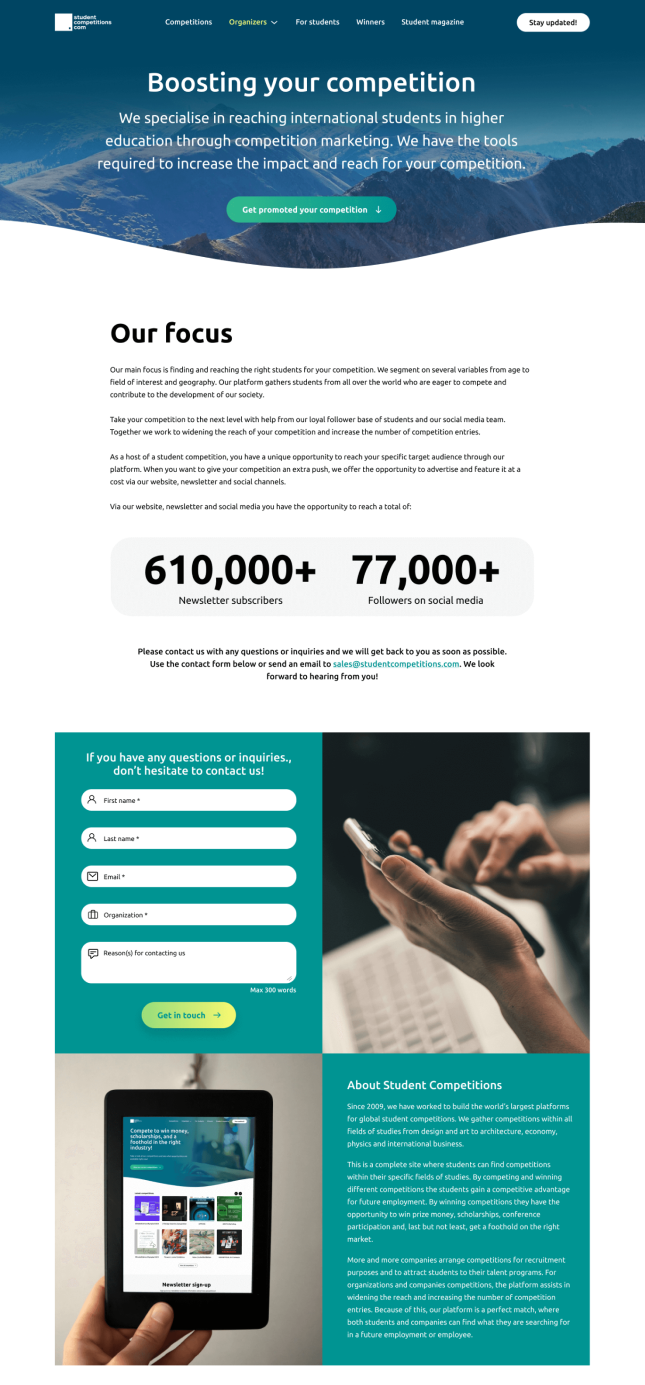 student
competitions
.com
Competitions
Organizers
For students
Winners
Student magazine
Stay updated!
Boosting your competition
We specialise in reaching international students in higher
education through competition marketing. We have the tools
required to increase the impact and reach for your competition.
Get promoted your competition
Our focus
Our main focus is finding and reaching the right students for your competition. We segment on several variables from age to
field of interest and geography. Our platform gathers students from all over the world who are eager to compete and
contribute to the development of our society.
Take your competition to the next level with help from our loyal follower base of students and our social media team.
Together we work to widening the reach of your competition and increase the number of competition entries.
As a host of a student competition, you have a unique opportunity to reach your specific target audience through our
platform. When you want to give your competition an extra push, we offer the opportunity to advertise and feature it at a
cost via our website, newsletter and social channels.
Via our website, newsletter and social media you have the opportunity to reach a total of:
610,000+
Newsletter subscribers
77,000+
Followers on social media
Please contact us with any questions or inquiries and we will get back to you as soon as possible.
Use the contact form below or send an email to sales@studentcompetitions.com. We look
forward to hearing from you!
If you have any questions or inquiries.,
don't hesitate to contact us!
First name *
Last name *
Email *
Organization *
Reason(s) for contacting us
Max 300 words
Get in touch
Compete to win money,
scholarships, and a
foothold in the right
industry!
Newsletter sign-up
About Student Competitions
Since 2009, we have worked to build the world's largest platforms
for global student competitions. We gather competitions within all
fields of studies from design and art to architecture, economy,
physics and international business.
This is a complete site where students can find competitions
within their specific fields of studies. By competing and winning
different competitions the students gain a competitive advantage
for future employment. By winning competitions they have the
opportunity to win prize money, scholarships, conference
participation and, last but not least, get a foothold on the right
market.
More and more companies arrange competitions for recruitment
purposes and to attract students to their talent programs. For
organizations and companies competitions, the platform assists in
widening the reach and increasing the number of competition
entries. Because of this, our platform is a perfect match, where
both students and companies can find what they are searching for
in a future employment or employee.